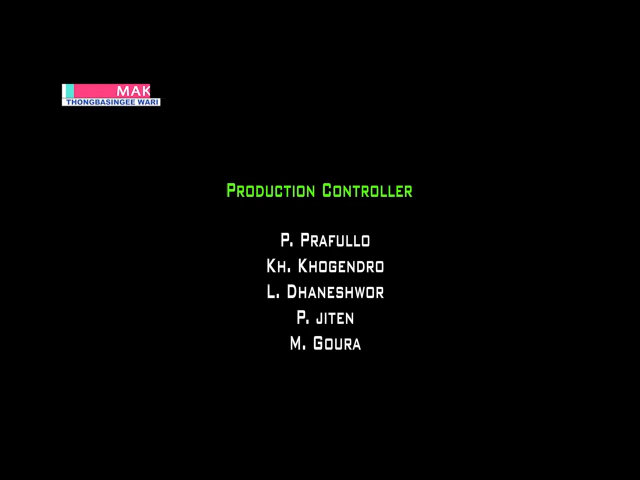 MAK
THONGBASINGEE WARI
PRODUCTION CONTROLLER
P. PRAFULLO
KH. KHOGENDRO
L. DHANESHWOR
P. JITEN
M. GOURA